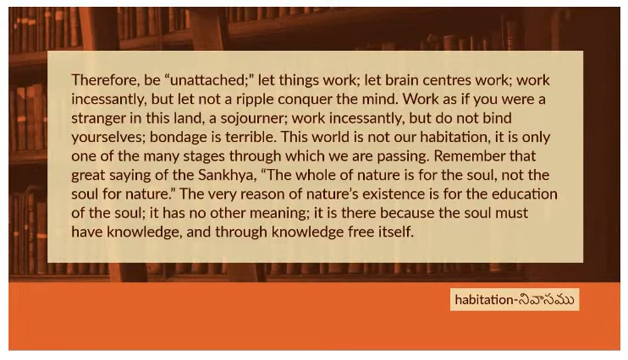 Therefore, be “unattached;” let things work; let brain centres work; work
incessantly, but let not a ripple conquer the mind. Work as if you were a
stranger in this land, a sojourner; work incessantly, but do not bind
yourselves; bondage is terrible. This world is not our habitation, it is only
one of the many stages through which we are passing. Remember that
great saying of the Sankhya, “The whole of nature is for the soul, not the
soul for nature.” The very reason of nature’s existence is for the education
of the soul; it has no other meaning; it is there because the soul must
have knowledge, and through knowledge free itself.
habitation-నివాసము